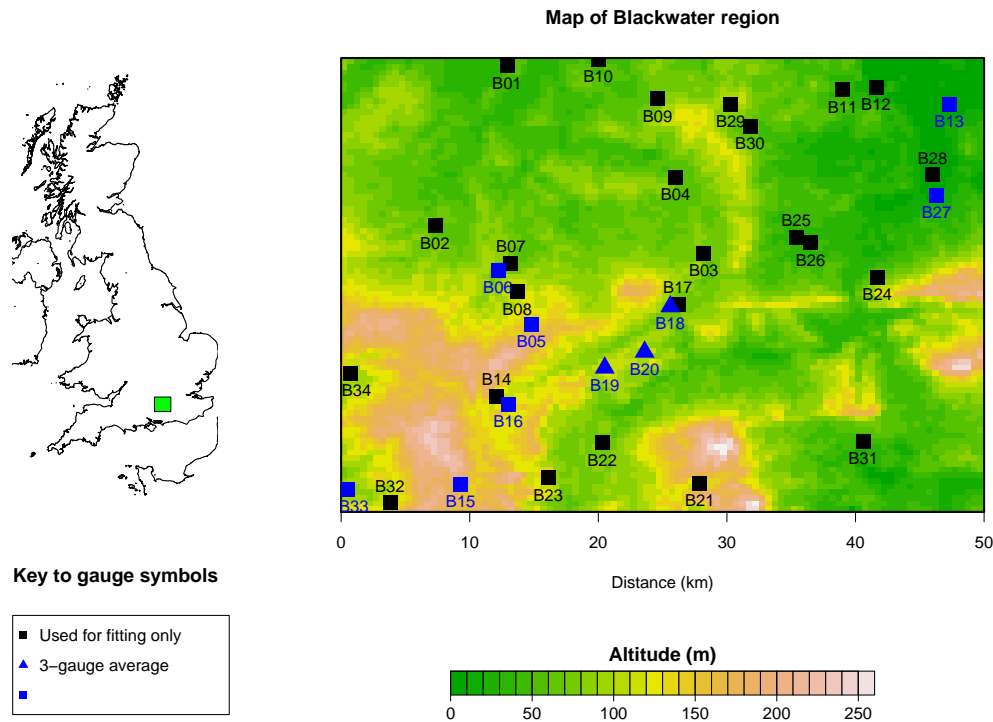 Map of Blackwater region
B01
B10
B09
B29
B30
B11
B12
B13
B28
B27
B04
B02
B07
B06
B08
B05
B03
B25
B26
B24
B17
B18
B20
B19
B34
B14
B16
B22
B31
B32
B33
B15
B23
B21
0 10 20 30 40 50
Distance (km)
Key to gauge symbols
Used for fitting only
3−gauge average
Altitude (m)
0 50 100 150 200 250